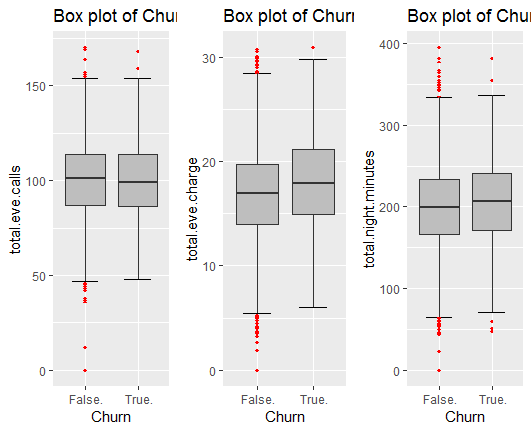 Box plot of Churn
Box plot of Churn
Box plot of Churn
total.eve.calls
150
100
50
0
False.
True.
Churn
total.eve.charge
30
20
10
0
False.
True.
Churn
total.night.minutes
400
300
200
100
0
False.
True.
Churn